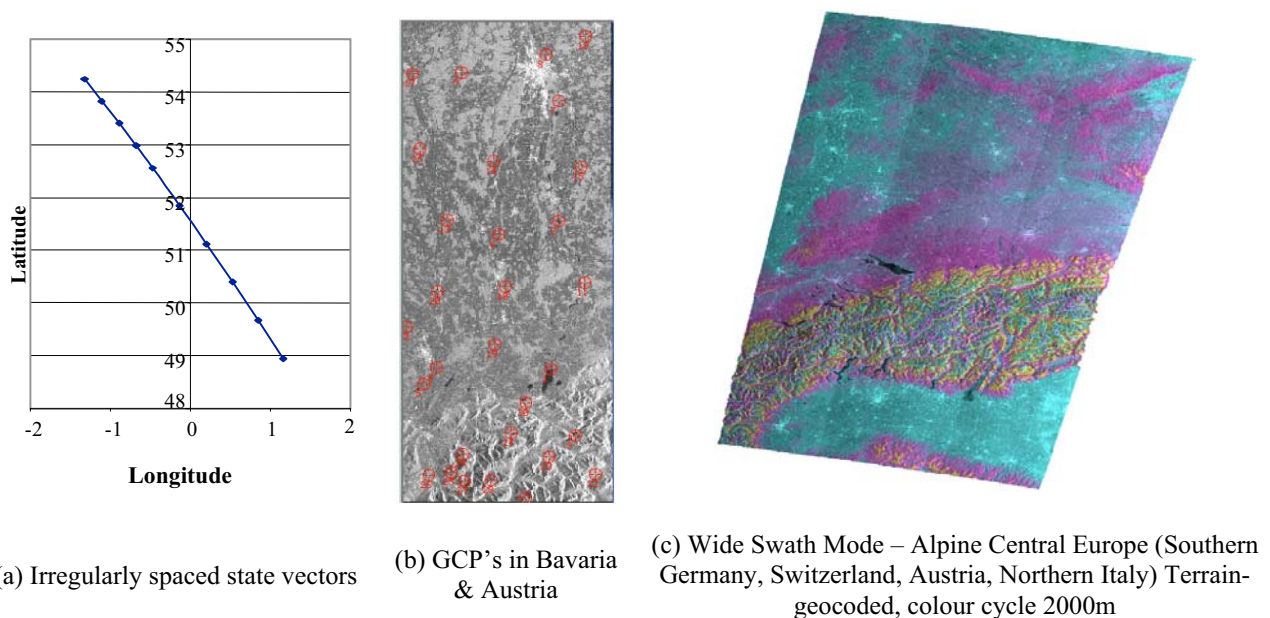 55
54
53
52
51
50
49
48
-2
-1
0
1
2
Latitude
Longitude
(a) Irregularly spaced state vectors
(b) GCP's in Bavaria
& Austria
(c) Wide Swath Mode – Alpine Central Europe (Southern
Germany, Switzerland, Austria, Northern Italy) Terrain-
geocoded, colour cycle 2000m